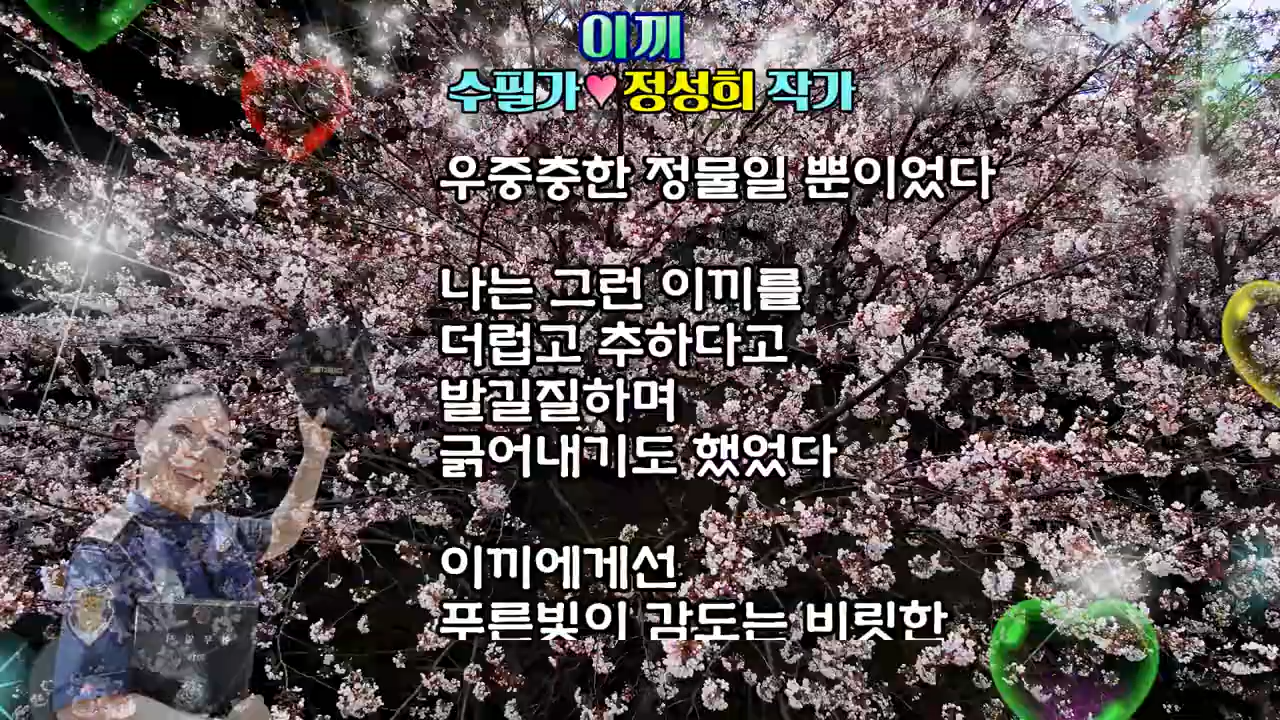 이끼
수필가♥정성희 작가
우중충한 정물일 뿐이었다
나는 그런 이끼를
더럽고 추하다고
발길질하며
긁어내기도 했었다
이끼에게선
푸른빛이 감도는 비릿한